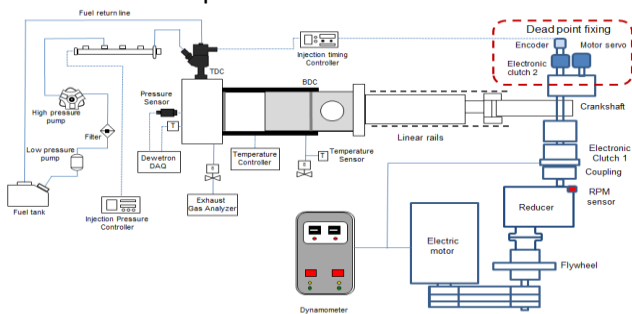 Fuel return line
Dead point fixing
Encoder
Motor servo
Electronic
clutch 2
Injection timing
Controller
TDC
BDC
Pressure
Sensor
High pressure
pump
Crankshaft
Linear rails
Filter
T
Dewetron
DAQ
Temperature
Controller
T
Temperature
Sensor
Low pressure
pump
Electronic
Clutch 1
Coupling
RPM
sensor
Reducer
Fuel tank
Injection Pressure
Controller
Exhaust
Gas Analyzer
Electric
motor
Flywheel
Dynamometer